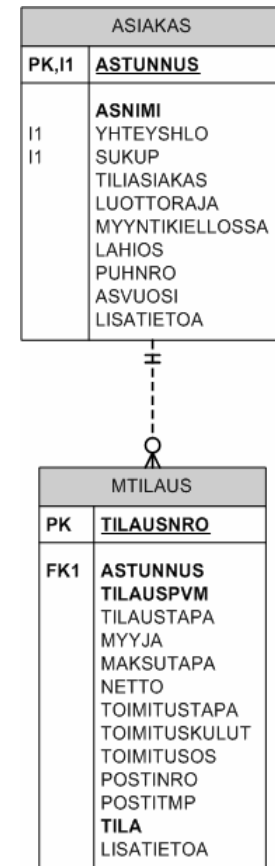 ASIAKAS
PK,I1 ASTUNNUS
ASNIMI
I1 YHTEYSHLO
I1 SUKUP
TILIASIAKAS
LUOTTORAJA
MYYNTIKIELLOSSA
LAHIOS
PUHNRO
ASVUOSI
LISATIETOA
MTILAUS
PK TILAUSNRO
FK1 ASTUNNUS
TILAUSPVM
TILAUSTAPA
MYYJA
MAKSUTAPA
NETTO
TOIMITUSTAPA
TOIMITUSKULUT
TOIMITUSOS
POSTINRO
POSTITMP
TILA
LISATIETOA